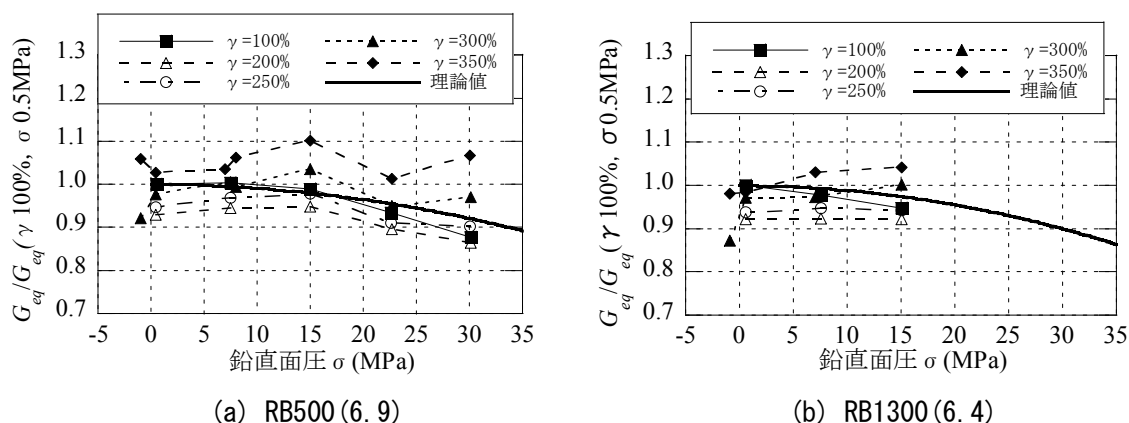 1.3
1.2
1.1
1.0
0.9
0.8
0.7
G_eq/G_eq(γ 100%, σ 0.5MPa)
γ=100%
γ=200%
γ=250%
γ=300%
γ=350%
理論値
-5 0 5 10 15 20 25 30 35
鉛直面圧 σ (MPa)
(a) RB500(6.9)
1.3
1.2
1.1
1.0
0.9
0.8
0.7
G_eq/G_eq(γ 100%, σ 0.5MPa)
γ=100%
γ=200%
γ=250%
γ=300%
γ=350%
理論値
-5 0 5 10 15 20 25 30 35
鉛直面圧 σ (MPa)
(b) RB1300(6.4)